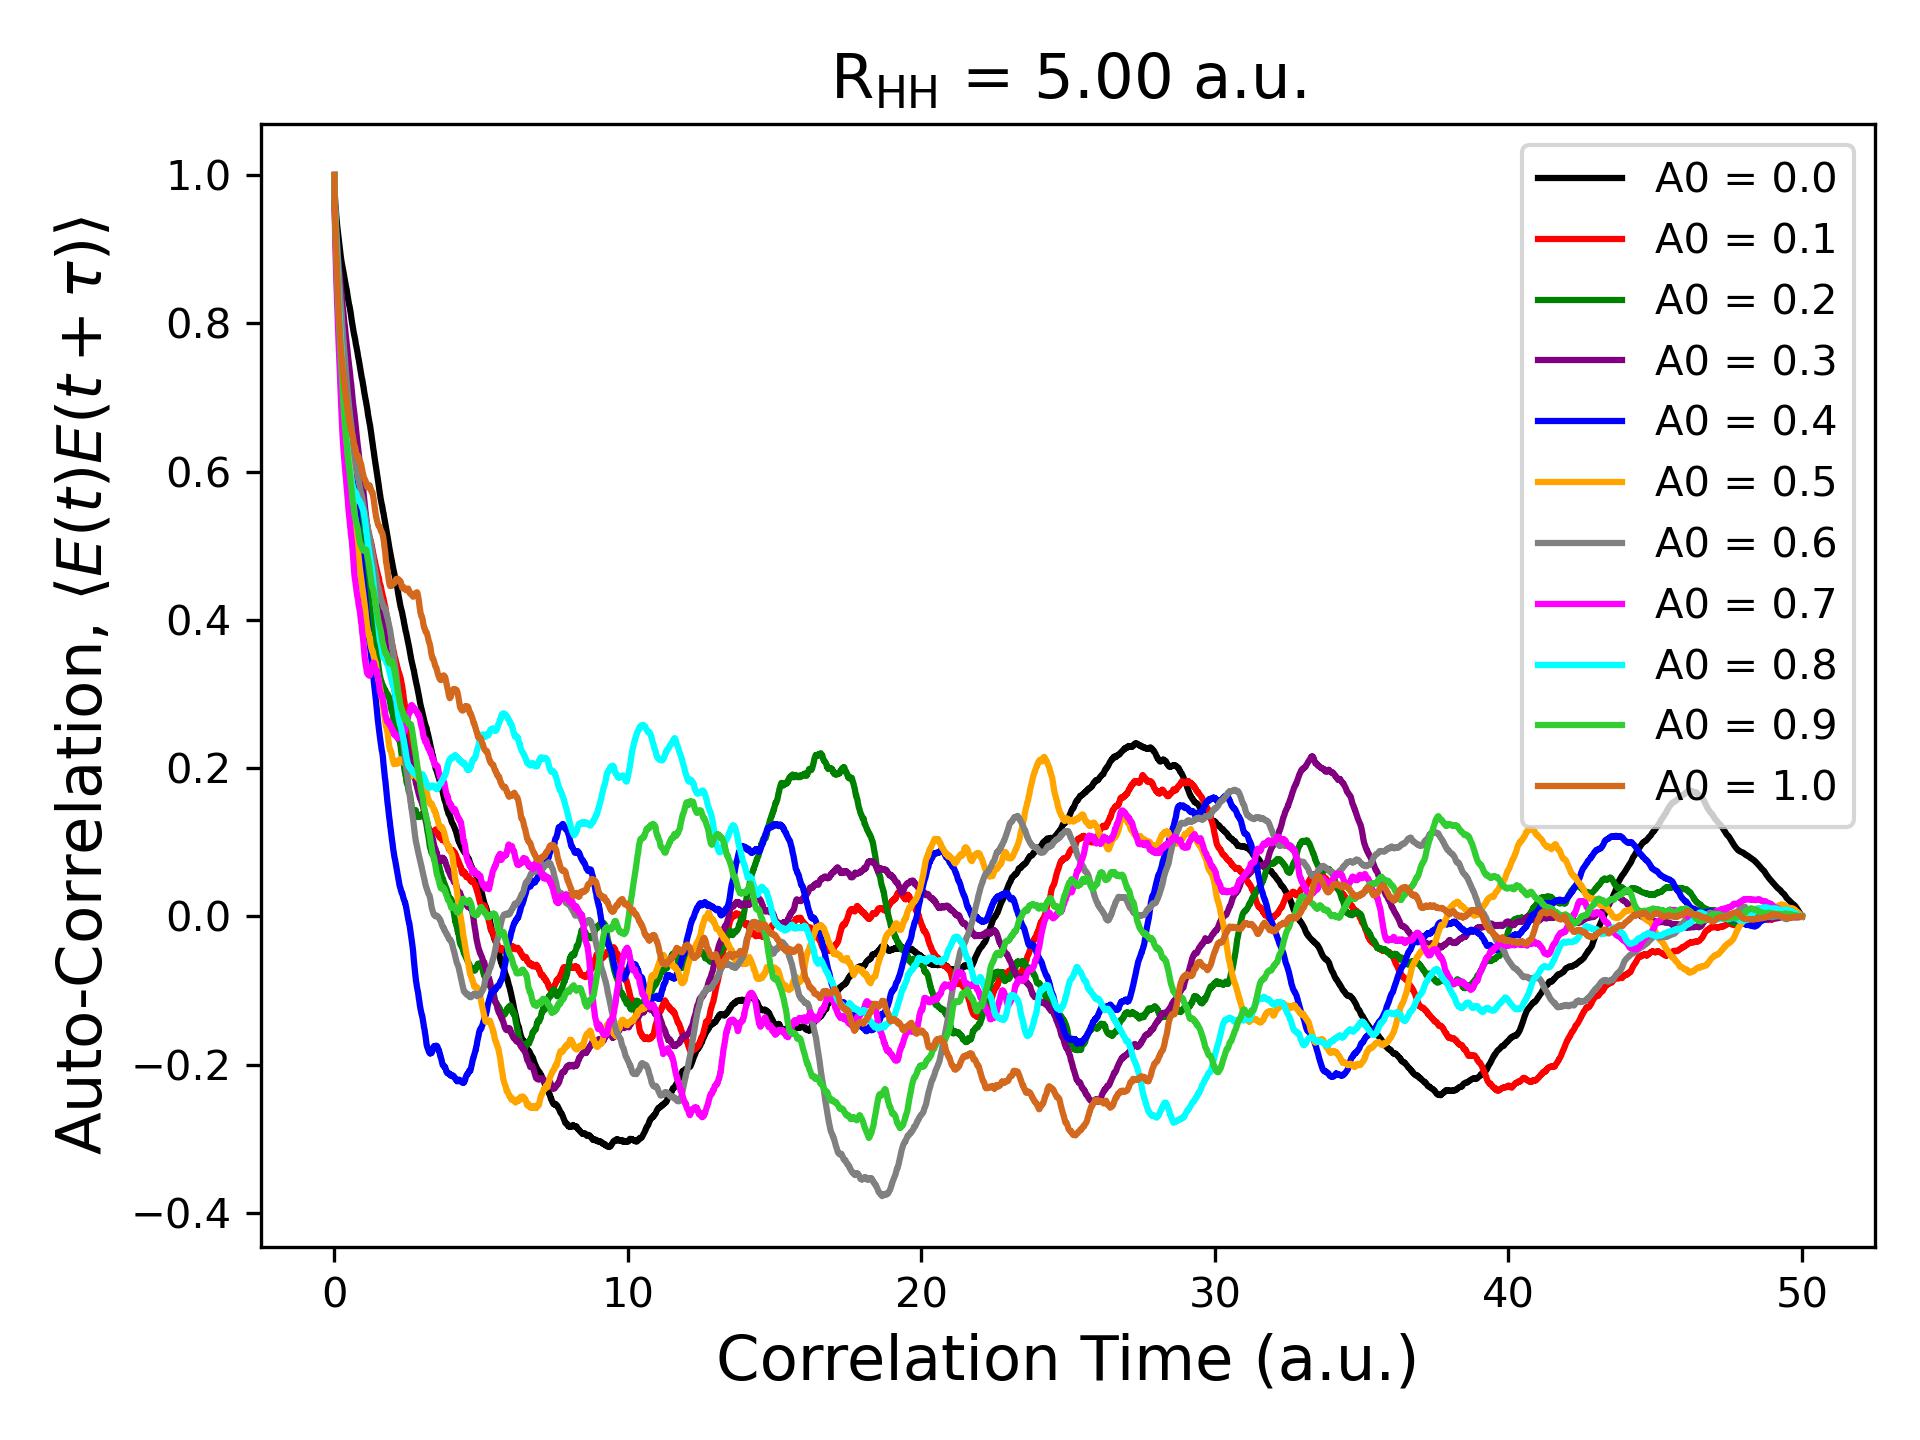 R_HH = 5.00 a.u.
Auto-Correlation, ⟨E(t)E(t + τ)⟩
1.0
0.8
0.6
0.4
0.2
0.0
−0.2
−0.4
A0 = 0.0
A0 = 0.1
A0 = 0.2
A0 = 0.3
A0 = 0.4
A0 = 0.5
A0 = 0.6
A0 = 0.7
A0 = 0.8
A0 = 0.9
A0 = 1.0
0 10 20 30 40 50
Correlation Time (a.u.)